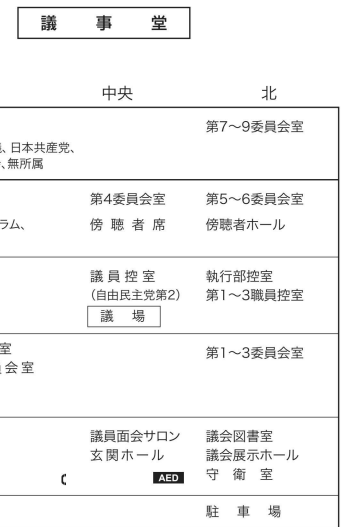 議事堂
中央 北
第7~9委員会室
、日本共産党、
、無所属
第4委員会室 第5~6委員会室
ラム、 傍聴者席 傍聴者ホール
議員控室 執行部控室
(自由民主党第2) 第1~3職員控室
議場
室 第1~3委員会室
会室
議員面会サロン 議会図書室
玄関ホール 議会展示ホール
AED 守衛室
駐車場